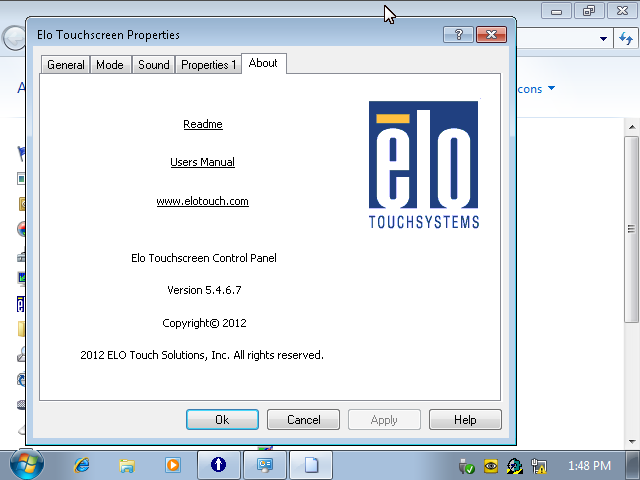 Elo Touchscreen Properties
General
Mode
Sound
Properties 1
About
cons
Readme
Users Manual
www.elotouch.com
elo
TOUCHSYSTEMS
Elo Touchscreen Control Panel
Version 5.4.6.7
Copyright© 2012
2012 ELO Touch Solutions, Inc. All rights reserved.
Ok
Cancel
Apply
Help
1:48 PM